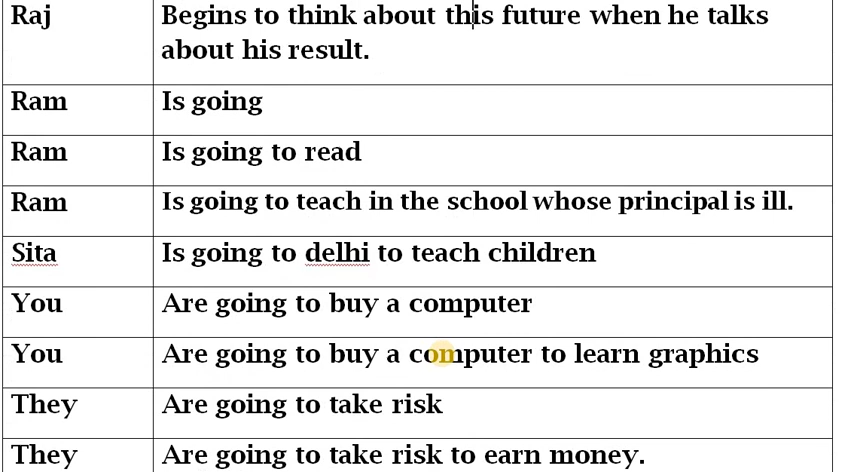 Raj Begins to think about this future when he talks
about his result.
Ram Is going
Ram Is going to read
Ram Is going to teach in the school whose principal is ill.
Sita Is going to delhi to teach children
You Are going to buy a computer
You Are going to buy a computer to learn graphics
They Are going to take risk
They Are going to take risk to earn money.